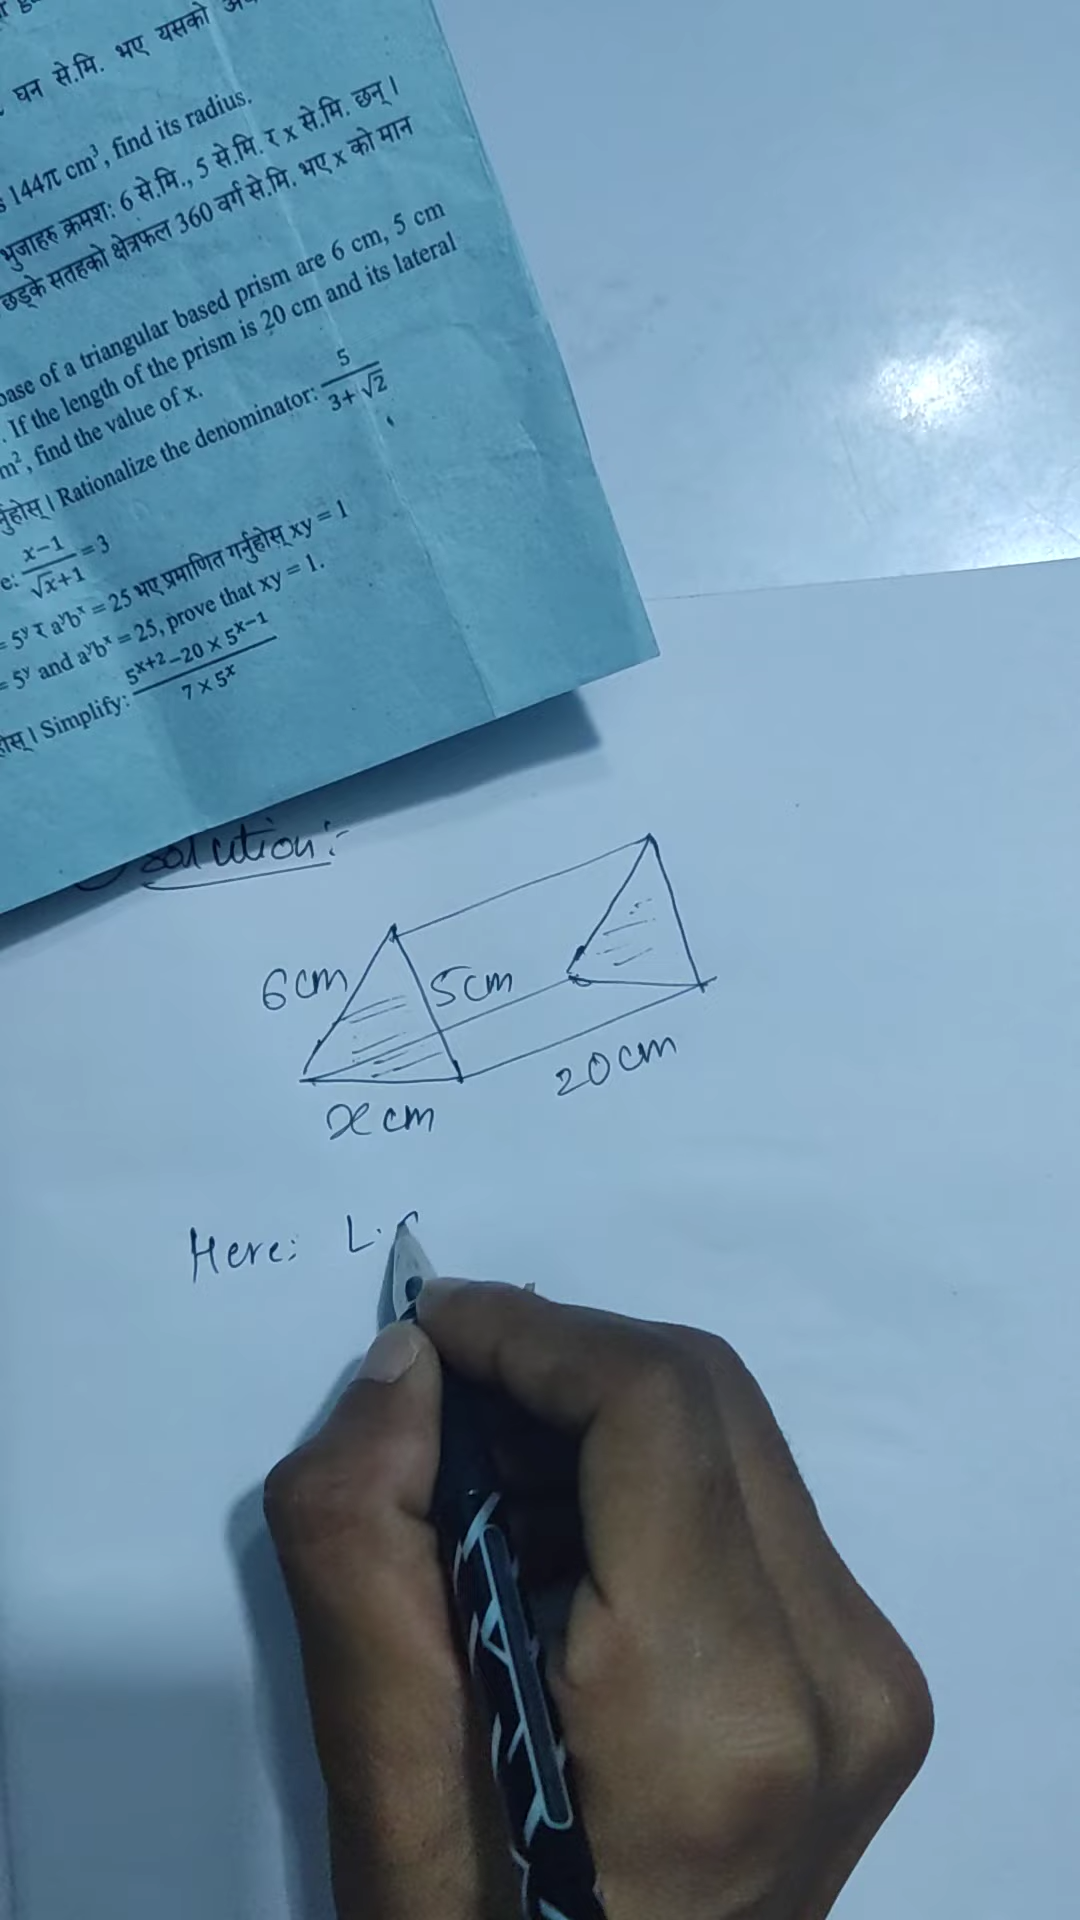 घन से.मि. भए यसको
144π cm³, find its radius.
भुजाहरु क्रमश: 6 से.मि., 5 से.मि. र x से.मि. छन् ।
छड्के सतहको क्षेत्रफल 360 वर्ग से.मि. भए x को मान
base of a triangular based prism are 6 cm, 5 cm
. If the length of the prism is 20 cm and its lateral
m², find the value of x.
नुहोस् । Rationalize the denominator: 5/(3+√2)
e: (x−1)/(√x+1) = 3
= 5ʸ र aʸbˣ = 25 भए प्रमाणित गर्नुहोस् xy = 1
= 5ʸ and aʸbˣ = 25, prove that xy = 1.
होस् । Simplify: (5ˣ⁺²−20×5ˣ⁻¹)/(7×5ˣ)
Solution:
6cm
5cm
20cm
x cm
Here: L.